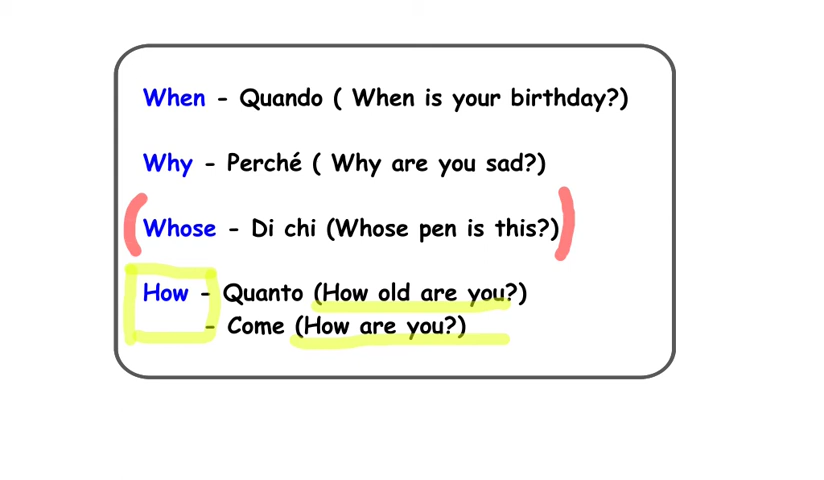 When - Quando ( When is your birthday?)
Why - Perché ( Why are you sad?)
Whose - Di chi (Whose pen is this?)
How - Quanto (How old are you?)
- Come (How are you?)